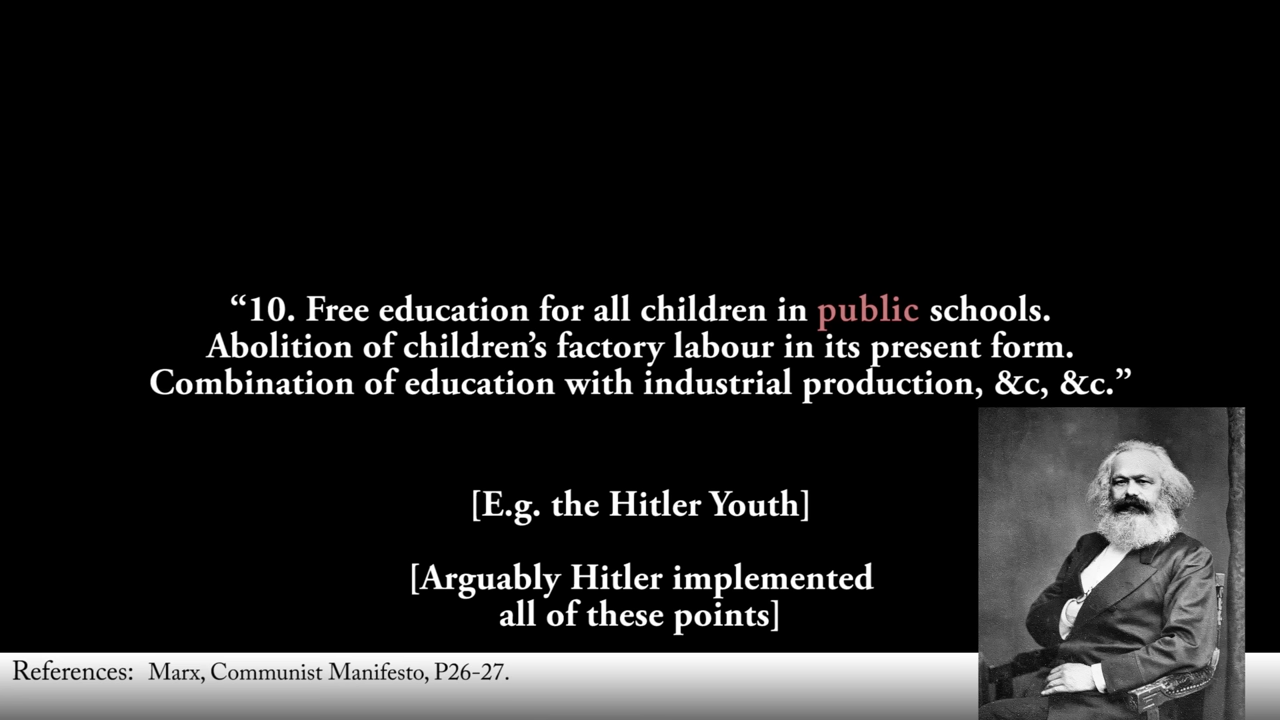 “10. Free education for all children in public schools.
Abolition of children’s factory labour in its present form.
Combination of education with industrial production, &c, &c.”
[E.g. the Hitler Youth]
[Arguably Hitler implemented
all of these points]
References: Marx, Communist Manifesto, P26-27.